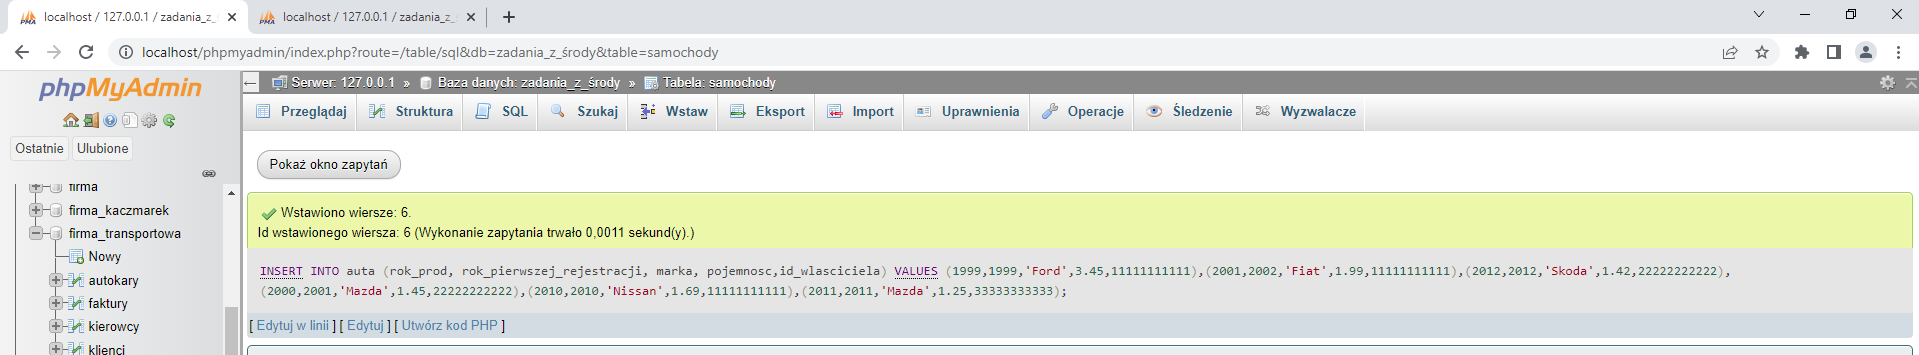 localhost / 127.0.0.1 / zadania_z_ś
localhost / 127.0.0.1 / zadania_z_ś
localhost/phpmyadmin/index.php?route=/table/sql&db=zadania_z_środy&table=samochody
phpMyAdmin
Ostatnie Ulubione
firma
firma_kaczmarek
firma_transportowa
Nowy
autokary
faktury
kierowcy
klienci
Serwer: 127.0.0.1 » Baza danych: zadania_z_środy » Tabela: samochody
Przeglądaj Struktura SQL Szukaj Wstaw Eksport Import Uprawnienia Operacje Śledzenie Wyzwalacze
Pokaż okno zapytań
Wstawiono wiersze: 6.
Id wstawionego wiersza: 6 (Wykonanie zapytania trwało 0,0011 sekund(y).)
INSERT INTO auta (rok_prod, rok_pierwszej_rejestracji, marka, pojemnosc,id_wlasciciela) VALUES (1999,1999,'Ford',3.45,11111111111),(2001,2002,'Fiat',1.99,11111111111),(2012,2012,'Skoda',1.42,22222222222),
(2000,2001,'Mazda',1.45,22222222222),(2010,2010,'Nissan',1.69,11111111111),(2011,2011,'Mazda',1.25,33333333333);
[ Edytuj w linii ] [ Edytuj ] [ Utwórz kod PHP ]